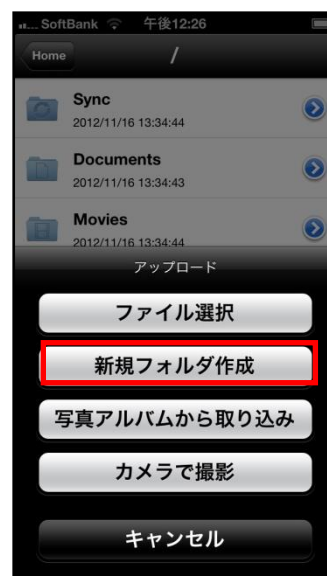 SoftBank 午後12:26
Home /
Sync
2012/11/16 13:34:44
Documents
2012/11/16 13:34:43
Movies
2012/11/16 13:34:44
アップロード
ファイル選択
新規フォルダ作成
写真アルバムから取り込み
カメラで撮影
キャンセル